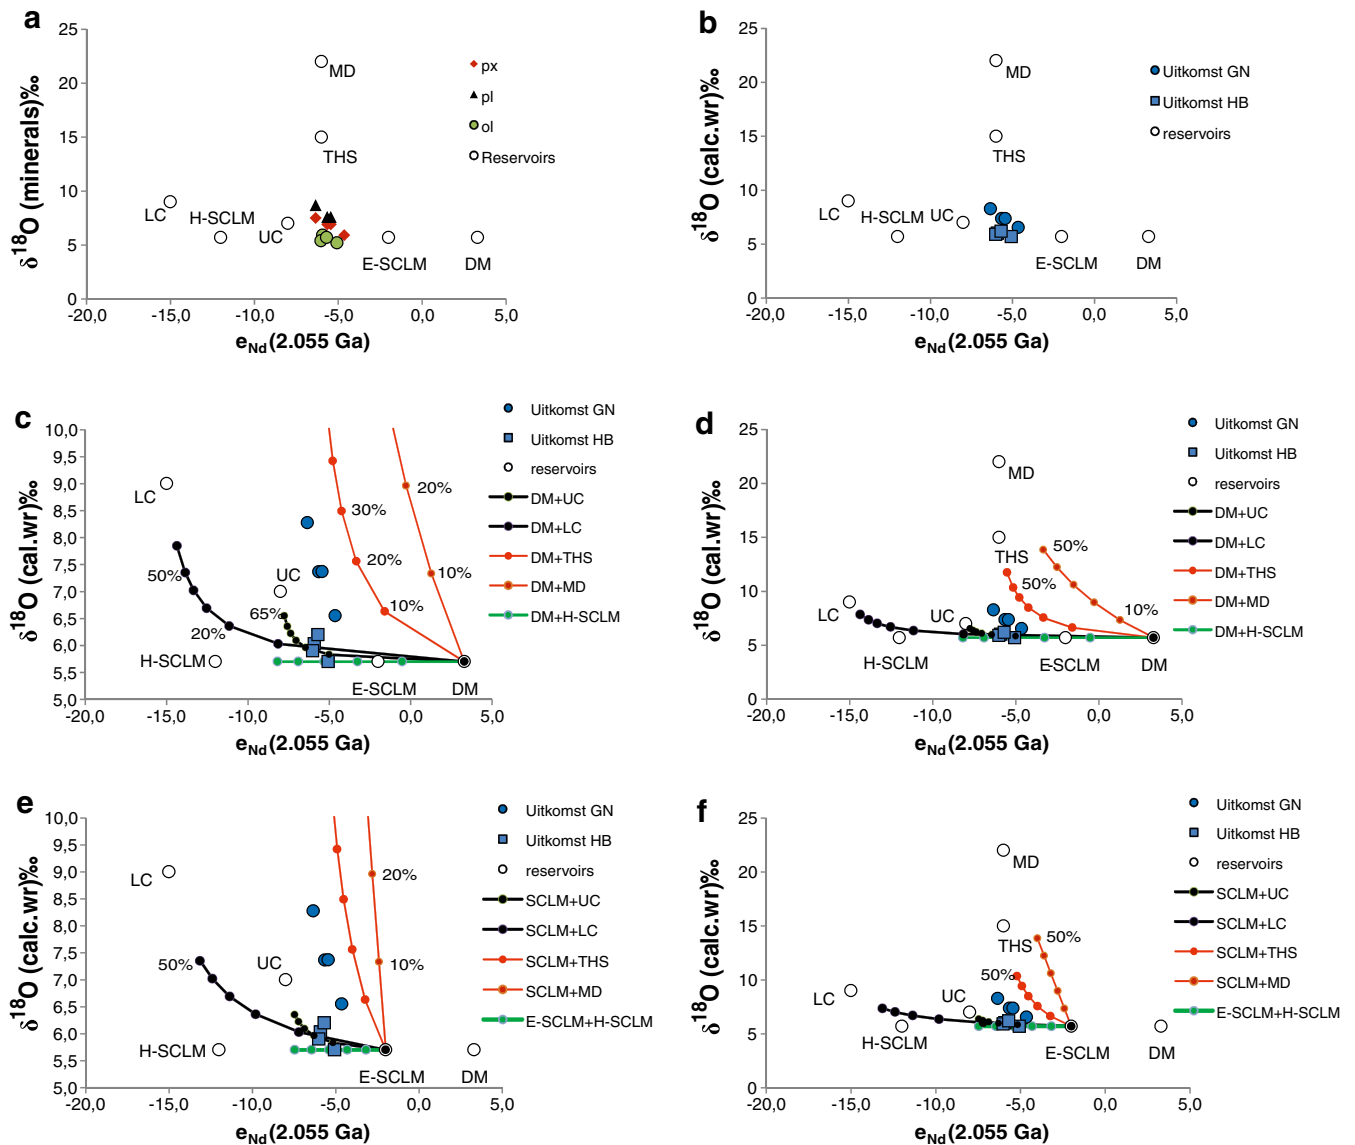 a
δ18O (minerals)‰
25
20
15
10
5
0
-20,0 -15,0 -10,0 -5,0 0,0 5,0
eNd(2.055 Ga)
MD
THS
LC
H-SCLM
UC
E-SCLM
DM
px
pl
ol
Reservoirs
b
δ18O (calc.wr)‰
25
20
15
10
5
0
-20,0 -15,0 -10,0 -5,0 0,0 5,0
eNd(2.055 Ga)
MD
THS
LC
H-SCLM
UC
E-SCLM
DM
Uitkomst GN
Uitkomst HB
reservoirs
c
δ18O (cal.wr)‰
10,0
9,5
9,0
8,5
8,0
7,5
7,0
6,5
6,0
5,5
5,0
-20,0 -15,0 -10,0 -5,0 0,0 5,0
eNd(2.055 Ga)
LC
50%
20%
UC
65%
H-SCLM
E-SCLM
DM
30%
20%
10%
20%
10%
Uitkomst GN
Uitkomst HB
reservoirs
DM+UC
DM+LC
DM+THS
DM+MD
DM+H-SCLM
d
δ18O (cal.wr)‰
25
20
15
10
5
0
-20,0 -15,0 -10,0 -5,0 0,0 5,0
eNd(2.055 Ga)
MD
THS
50%
50%
10%
LC
UC
H-SCLM
E-SCLM
DM
Uitkomst GN
Uitkomst HB
reservoirs
DM+UC
DM+LC
DM+THS
DM+MD
DM+H-SCLM
e
δ18O (calc.wr)‰
10,0
9,5
9,0
8,5
8,0
7,5
7,0
6,5
6,0
5,5
5,0
-20,0 -15,0 -10,0 -5,0 0,0 5,0
eNd(2.055 Ga)
LC
50%
UC
H-SCLM
E-SCLM
DM
20%
10%
Uitkomst GN
Uitkomst HB
reservoirs
SCLM+UC
SCLM+LC
SCLM+THS
SCLM+MD
E-SCLM+H-SCLM
f
δ18O (calc.wr)‰
25
20
15
10
5
0
-20,0 -15,0 -10,0 -5,0 0,0 5,0
eNd(2.055 Ga)
MD
THS
50%
50%
LC
UC
H-SCLM
E-SCLM
DM
Uitkomst GN
Uitkomst HB
reservoirs
SCLM+UC
SCLM+LC
SCLM+THS
SCLM+MD
E-SCLM+H-SCLM